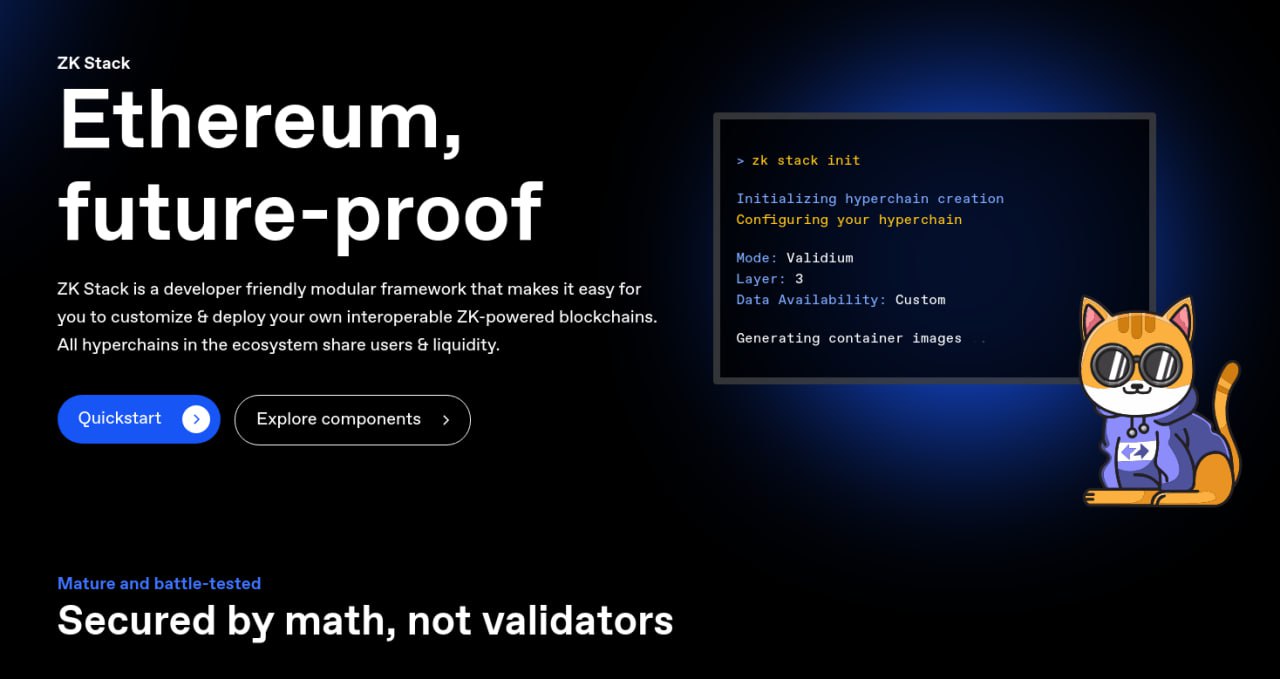 ZK Stack
Ethereum,
future-proof
ZK Stack is a developer friendly modular framework that makes it easy for
you to customize & deploy your own interoperable ZK-powered blockchains.
All hyperchains in the ecosystem share users & liquidity.
Quickstart
Explore components
> zk stack init
Initializing hyperchain creation
Configuring your hyperchain
Mode: Validium
Layer: 3
Data Availability: Custom
Generating container images ..
Mature and battle-tested
Secured by math, not validators